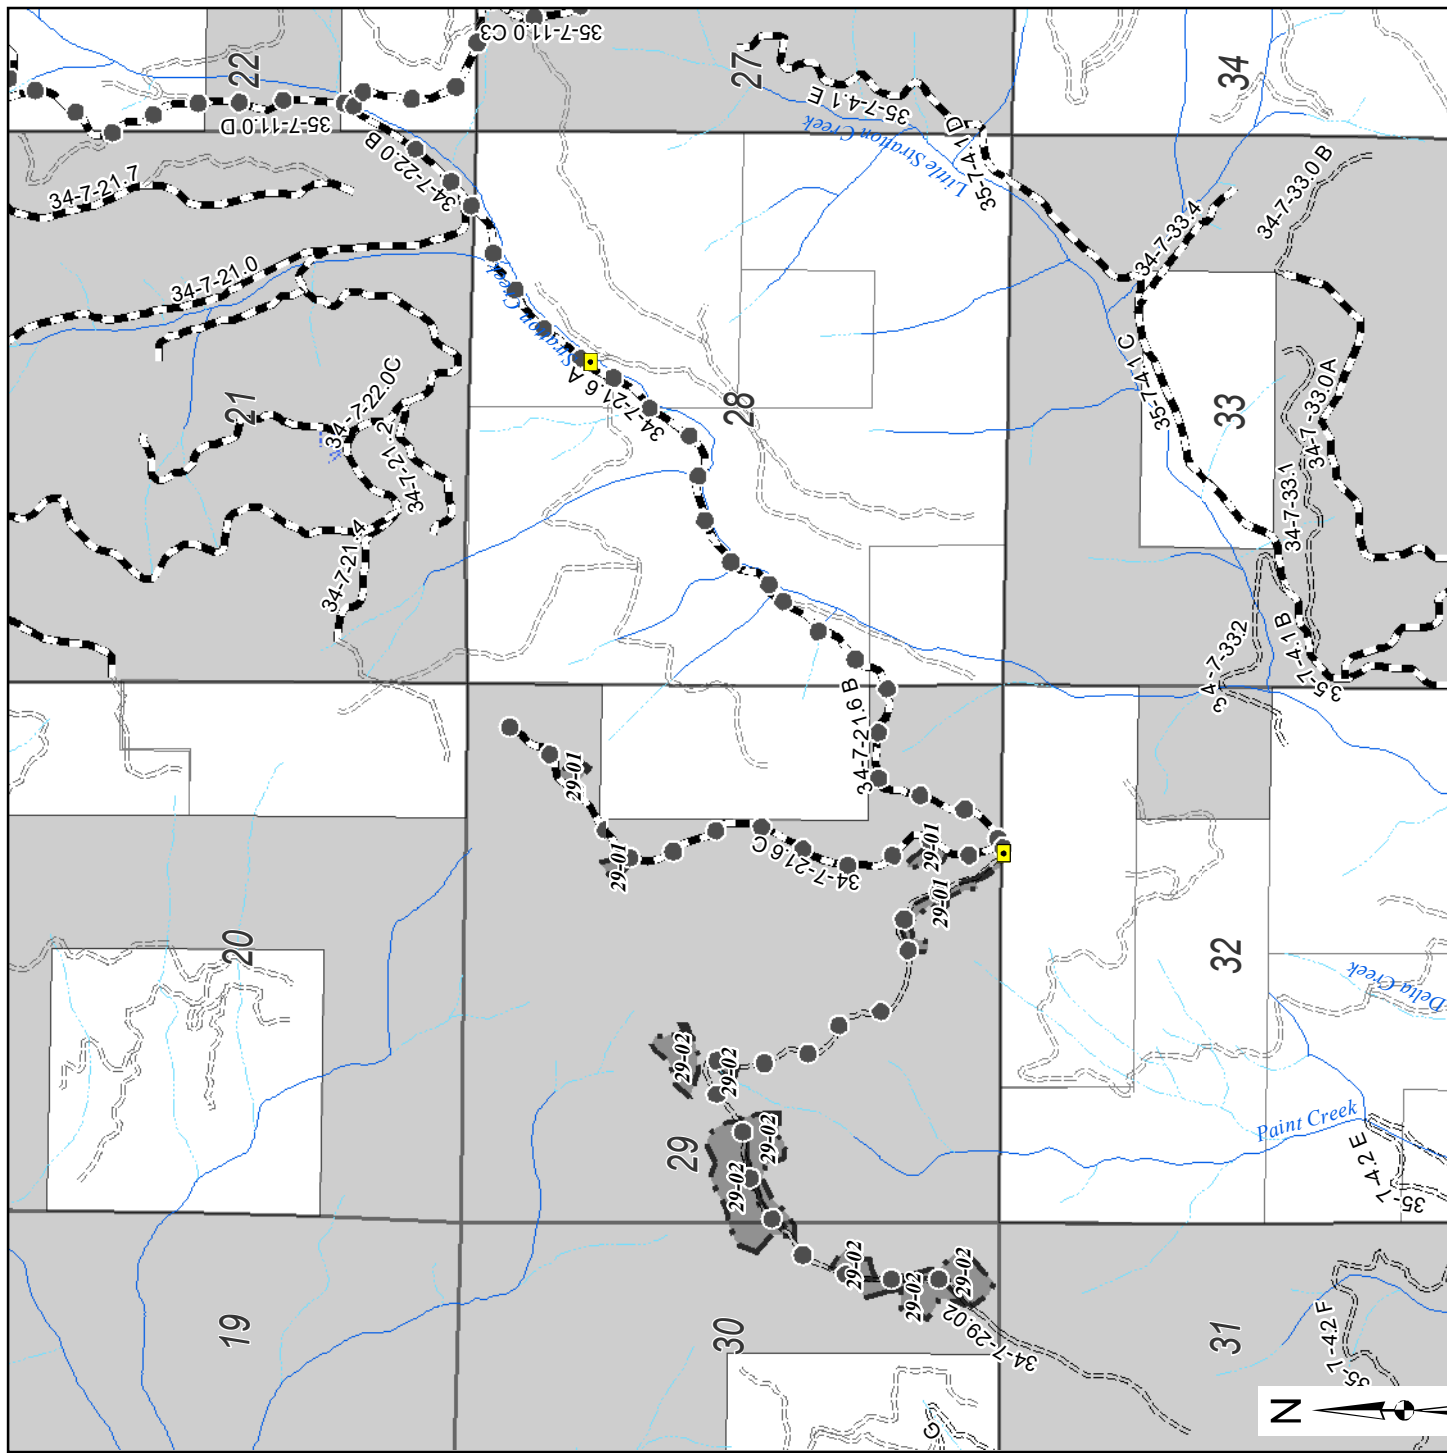 22
35-7-11.0 C3
27
34
35-7-11.0 D
34-7-22.0 B
35-7-4.1 E
Little Stratton Creek
35-7-4.1 D
34-7-21.7
34-7-21.0
34-7-33.0 B
34-7-33.4
Stratton Creek
34-7-21.6 A
21
34-7-22.0C
34-7-21.2
34-7-21.4
28
35-7-4.1 C
33
34-7-33.0A
34-7-33.1
34-7-33.2
35-7-4.1 B
34-7-21.6 B
29-01
29-01
34-7-21.6 C
29-01
29-01
20
32
Delta Creek
29-02
29-02
29-02
29-02
29
Paint Creek
35-7-4.2 E
19
30
29-02
29-02
29-02
34-7-29.02
31
35-7-4.2 F
G
N